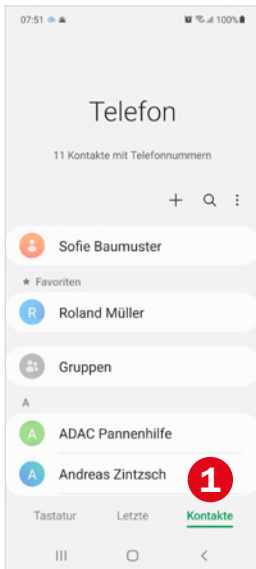 07:51 100%
Telefon
11 Kontakte mit Telefonnummern
Sofie Baumuster
★ Favoriten
R Roland Müller
Gruppen
A
A ADAC Pannenhilfe
A Andreas Zintzsch
1
Tastatur Letzte Kontakte